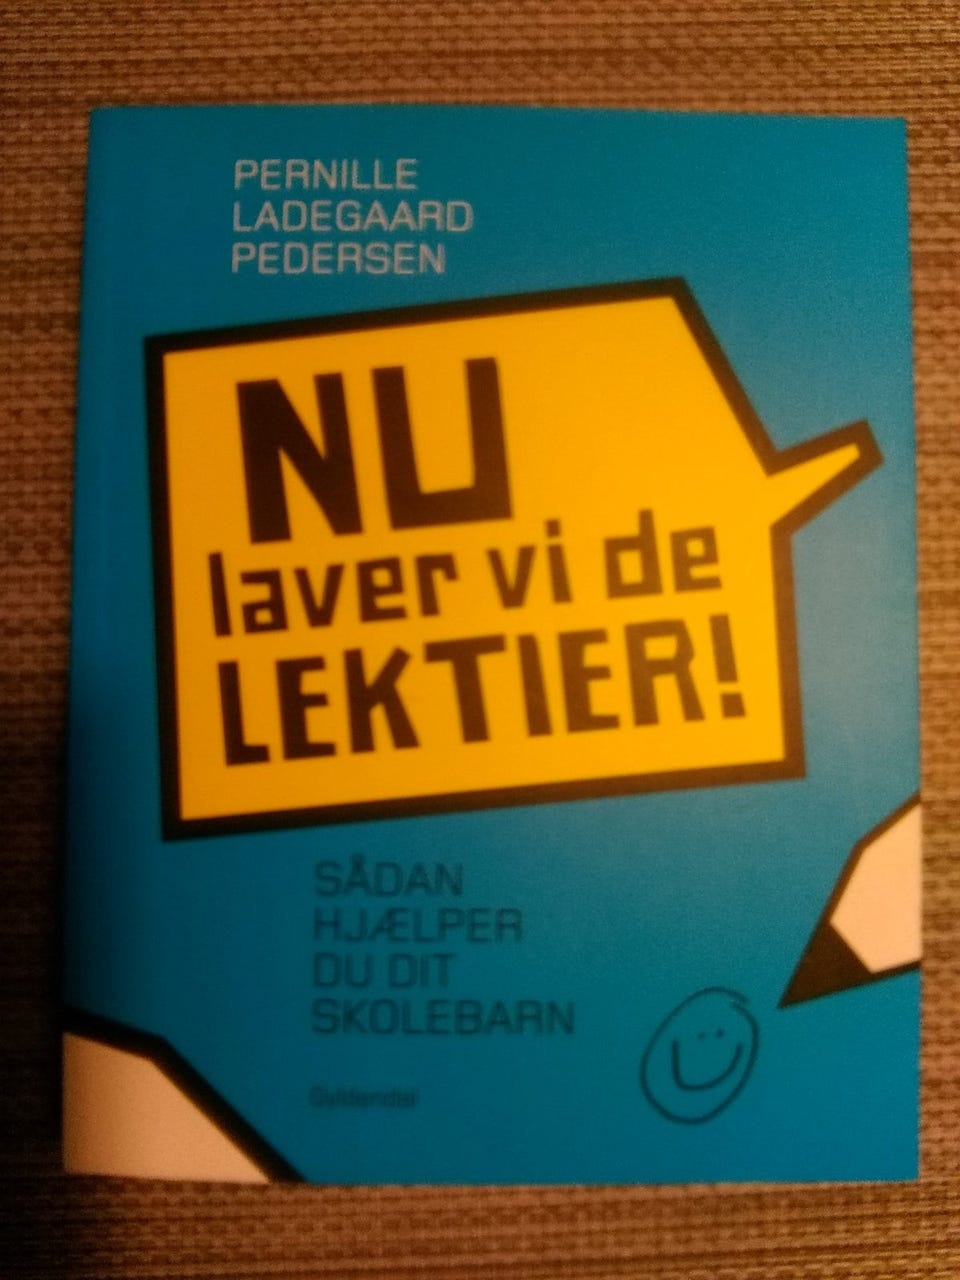 PERNILLE
LADEGAARD
PEDERSEN
NU
laver vi de
LEKTIER!
SÅDAN
HJÆLPER
DU DIT
SKOLEBARN
Gyldendal